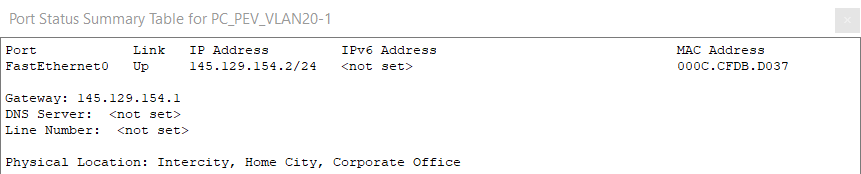 Port Status Summary Table for PC_PEV_VLAN20-1
Port Link IP Address IPv6 Address MAC Address
FastEthernet0 Up 145.129.154.2/24 <not set> 000C.CFDB.D037
Gateway: 145.129.154.1
DNS Server: <not set>
Line Number: <not set>
Physical Location: Intercity, Home City, Corporate Office